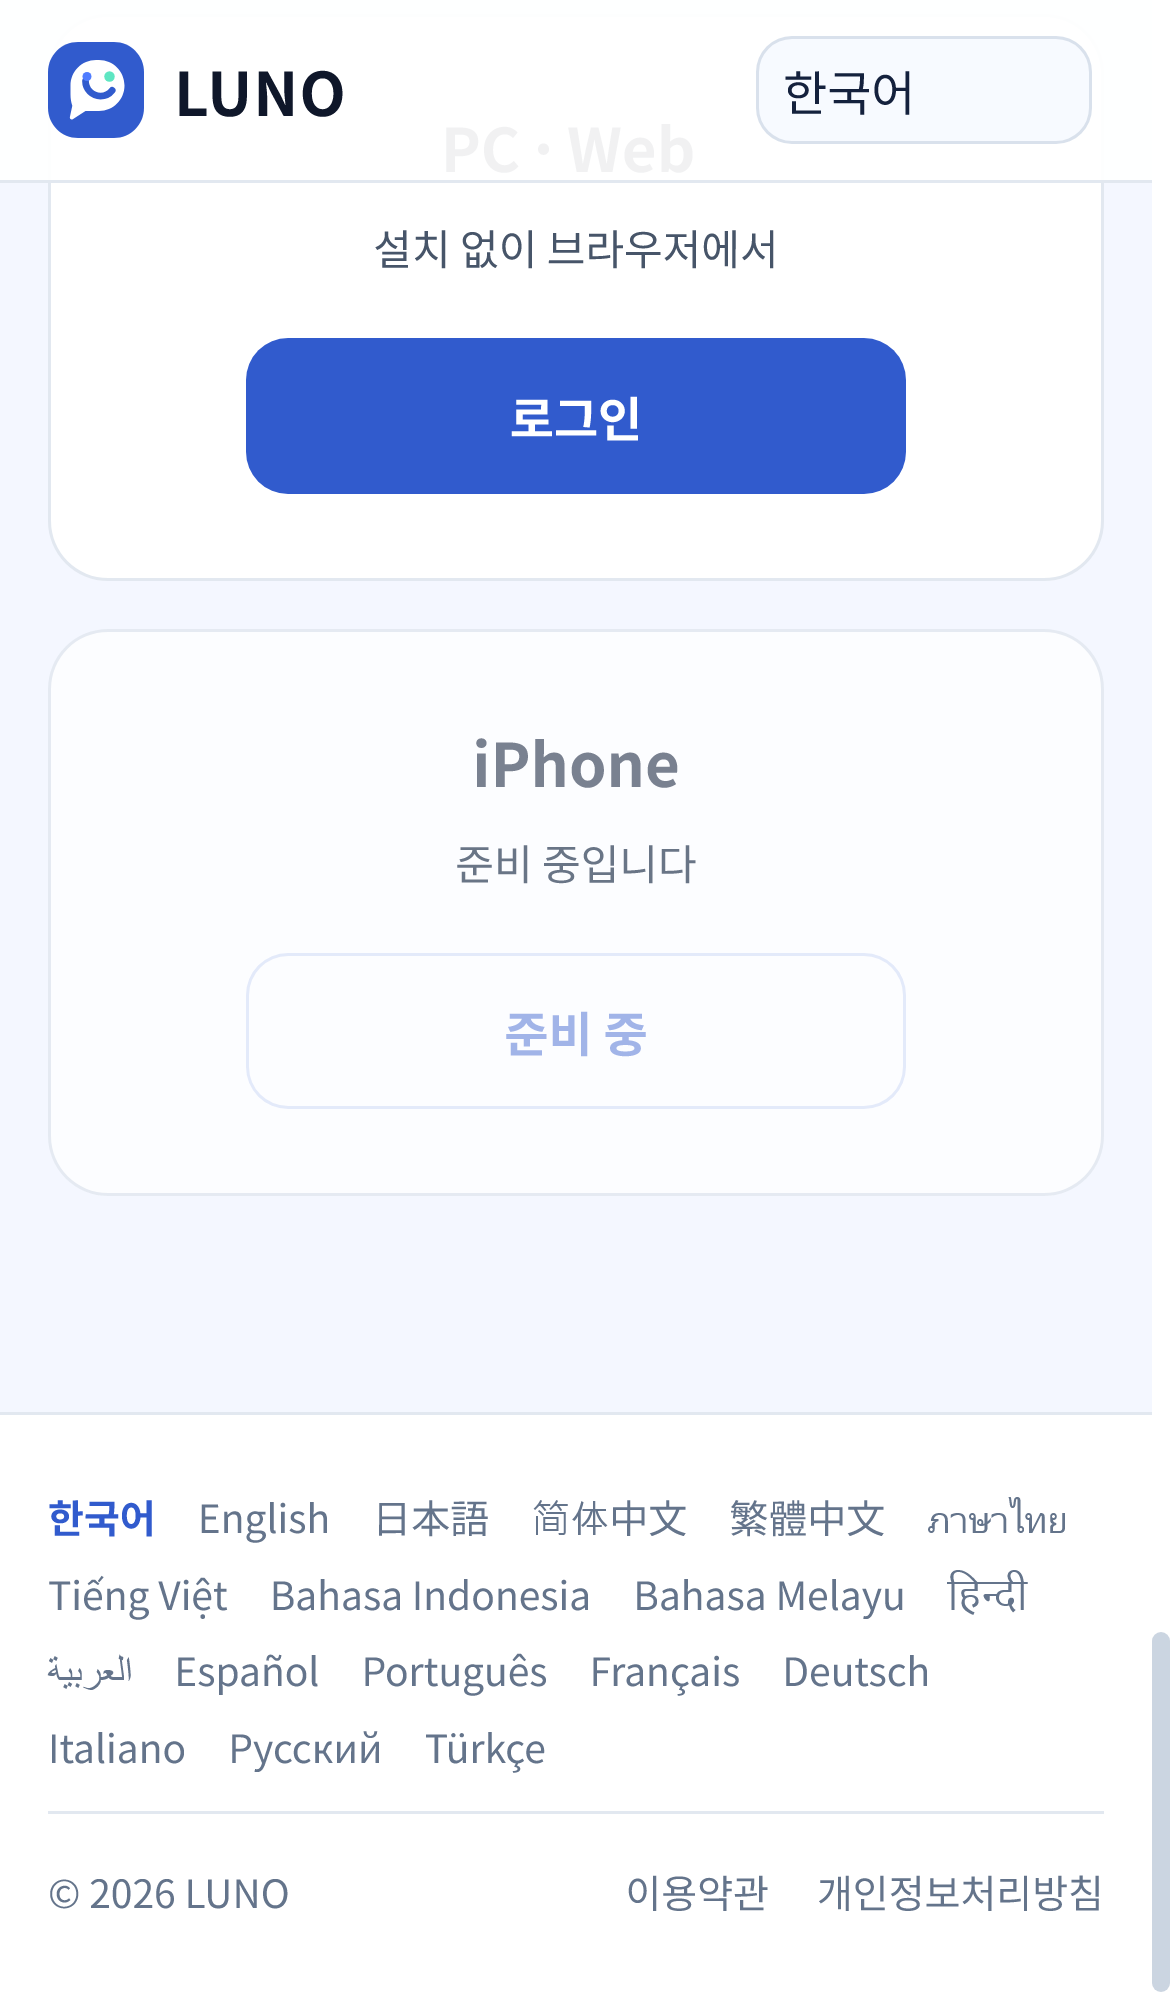 LUNO
한국어
PC · Web
설치 없이 브라우저에서
로그인
iPhone
준비 중입니다
준비 중
한국어 English 日本語 简体中文 繁體中文 ภาษาไทย
Tiếng Việt Bahasa Indonesia Bahasa Melayu हिन्दी
العربية Español Português Français Deutsch
Italiano Русский Türkçe
© 2026 LUNO 이용약관 개인정보처리방침